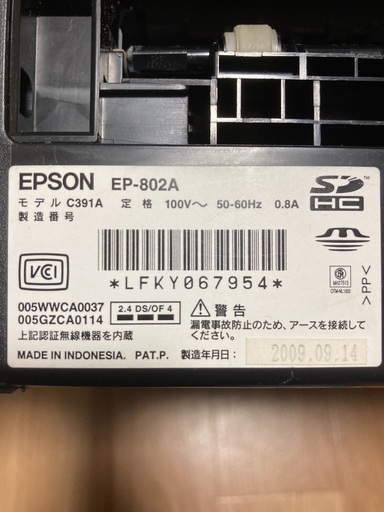 EPSON EP-802A
モデル C391A 定格 100V～ 50-60Hz 0.8A
製造番号
SD HC
VCCI
*LFKY067954*
005WWCA0037
005GZCA0114
2.4 DS/OF 4
上記認証無線機器を内蔵
警告
漏電事故防止のため、アースを接続してください。
>PP<
MADE IN INDONESIA. PAT.P. 製造年月日: 2009.09.14